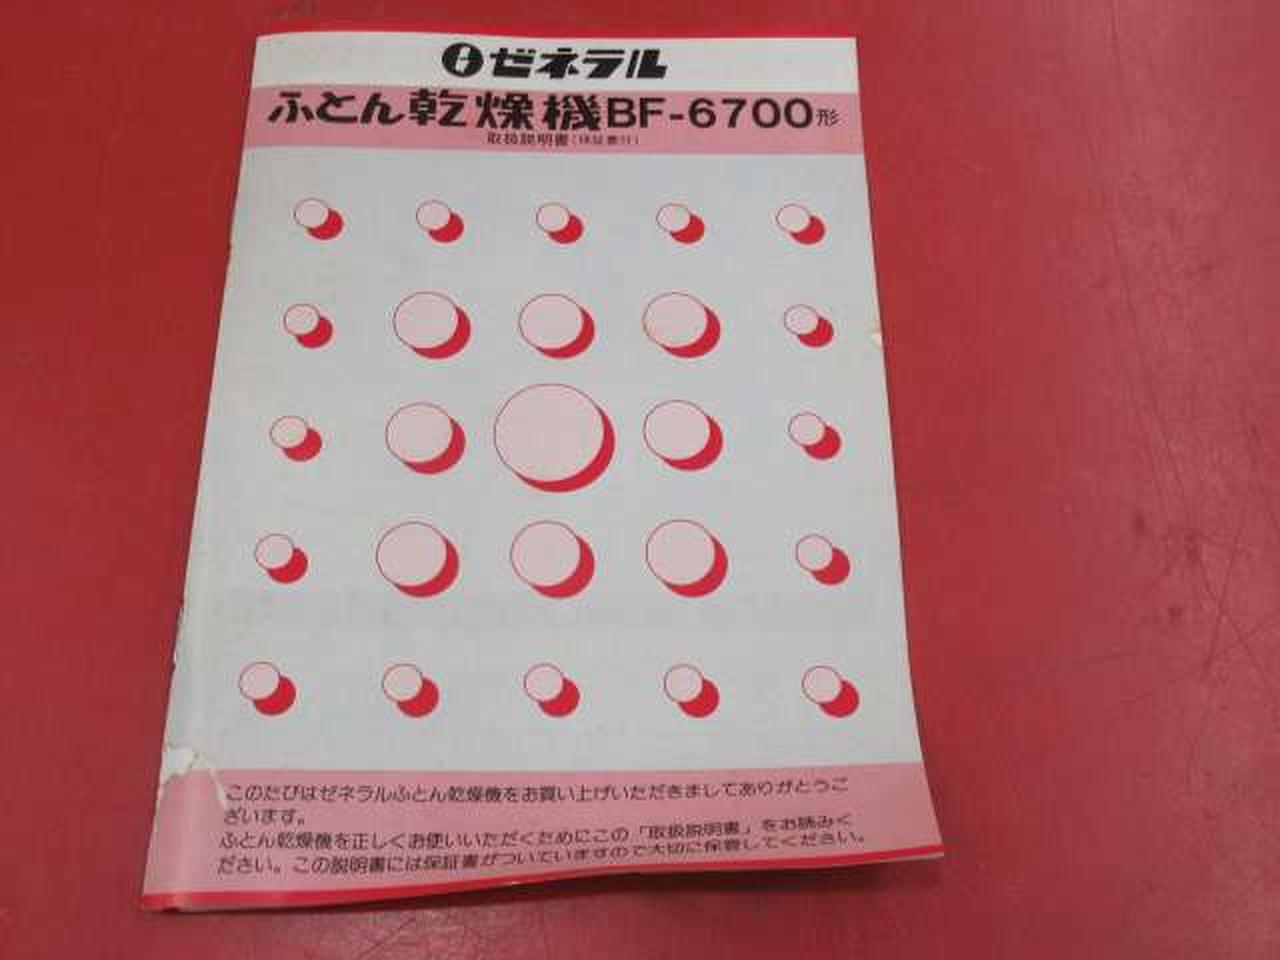 ゼネラル
ふとん乾燥機BF-6700形
取扱説明書(保証書付)
このたびはゼネラルふとん乾燥機をお買い上げいただきましてありがとうご
ざいます。
ふとん乾燥機を正しくお使いいただくためにこの「取扱説明書」をお読みく
ださい。この説明書には保証書がついていますので大切に保管してください。